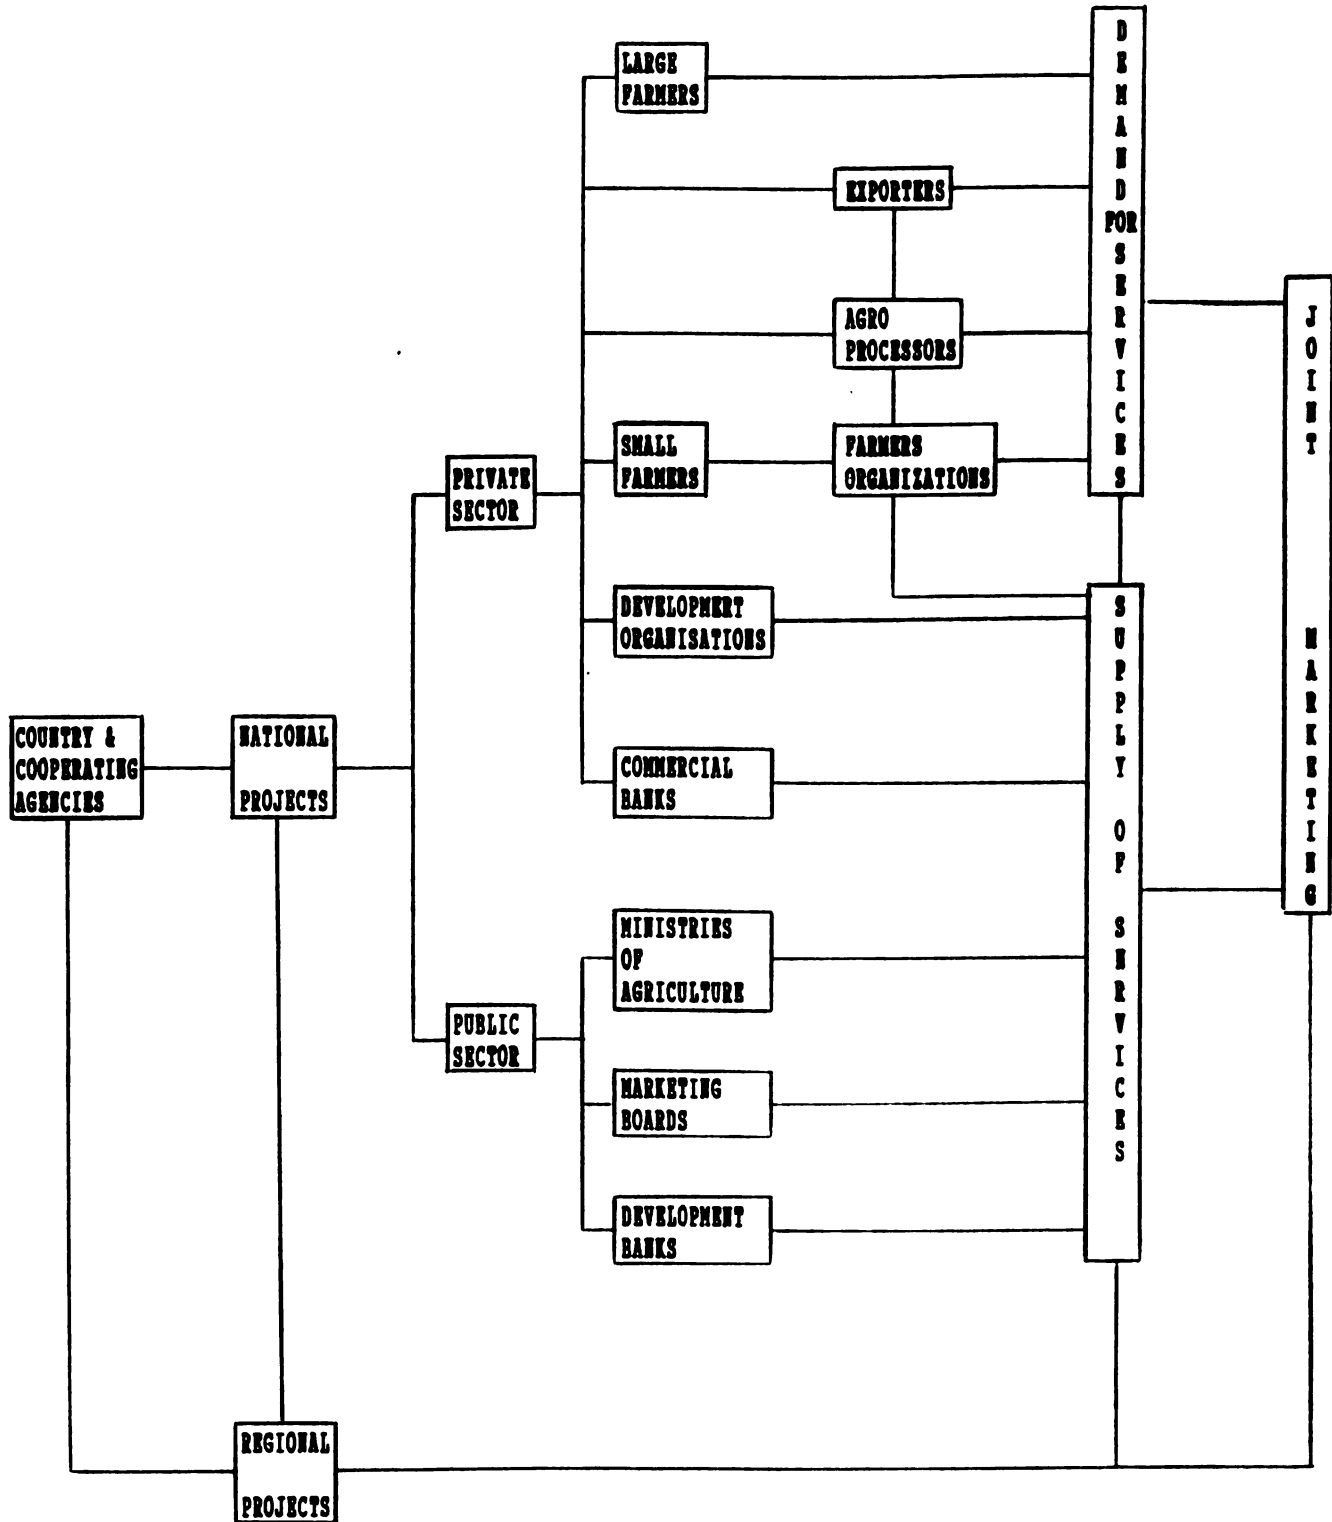 LARGE
FARMERS
EXPORTERS
AGRO
PROCESSORS
SMALL
FARMERS
FARMERS
ORGANIZATIONS
PRIVATE
SECTOR
DEVELOPMENT
ORGANISATIONS
COUNTRY &
COOPERATING
AGENCIES
NATIONAL
PROJECTS
COMMERCIAL
BANKS
MINISTRIES
OF
AGRICULTURE
PUBLIC
SECTOR
MARKETING
BOARDS
DEVELOPMENT
BANKS
REGIONAL
PROJECTS
DEMAND FOR SERVICES
SUPPLY OF SERVICES
JOINT MARKETING